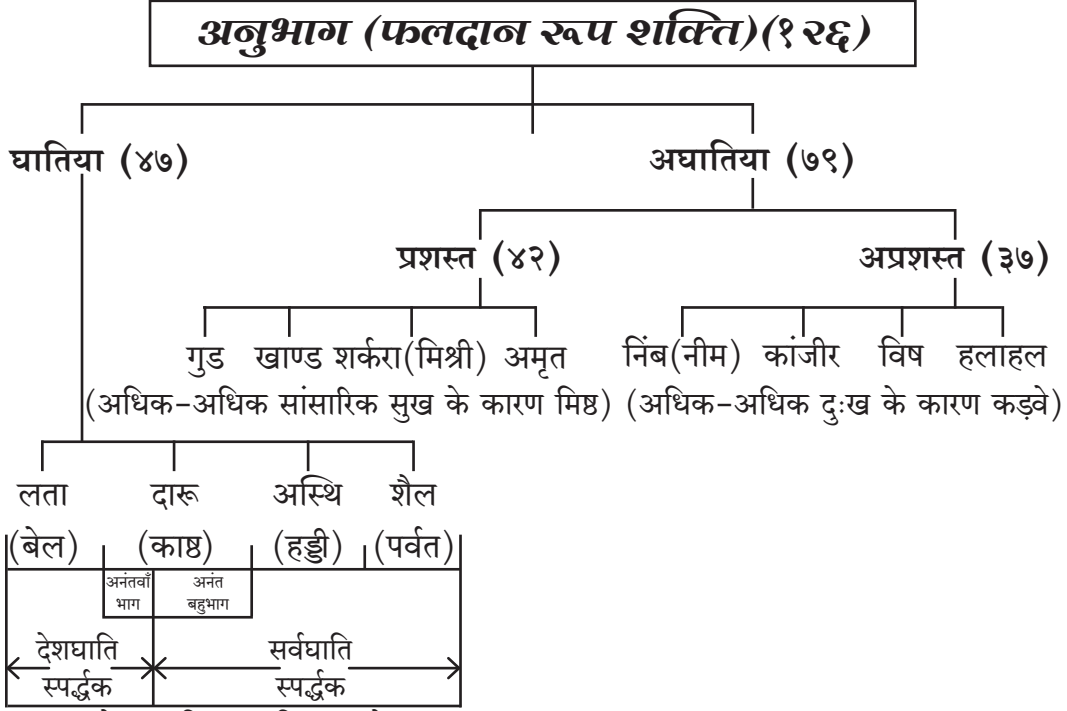 अनुभाग (फलदान रूप शक्ति)(१२६)
घातिया (४७)
अघातिया (७९)
प्रशस्त (४२)
अप्रशस्त (३७)
गुड खाण्ड शर्करा(मिश्री) अमृत
(अधिक-अधिक सांसारिक सुख के कारण मिष्ठ)
निंब(नीम) कांजीर विष हलाहल
(अधिक-अधिक दुःख के कारण कड़वे)
लता दारू अस्थि शैल
(बेल) (काष्ठ) (हड्डी) (पर्वत)
अनंतवाँ
भाग
अनंत
बहुभाग
देशघाति
स्पर्द्धक
सर्वघाति
स्पर्द्धक